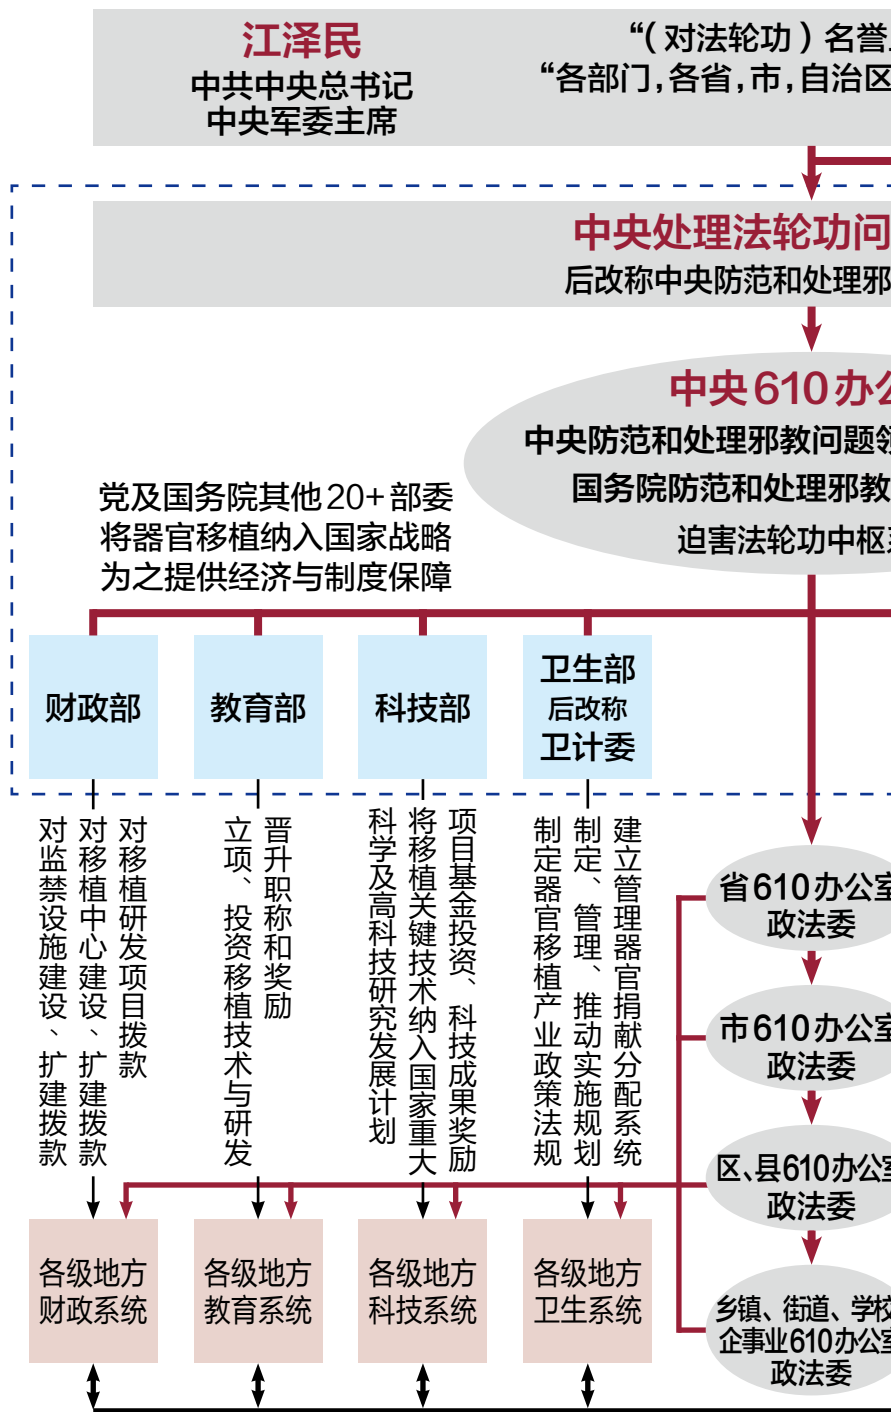 江泽民
中共中央总书记
中央军委主席
“（对法轮功）名誉
“各部门，各省，市，自治区
中央处理法轮功问
后改称中央防范和处理邪
中央610办公
中央防范和处理邪教问题领
国务院防范和处理邪教
迫害法轮功中枢
党及国务院其他20+部委
将器官移植纳入国家战略
为之提供经济与制度保障
财政部
教育部
科技部
卫生部
后改称
卫计委
对移植研发项目拨款
对移植中心建设、扩建拨款
对监禁设施建设、扩建拨款
晋升职称和奖励
立项、投资移植技术与研发
项目基金投资、科技成果奖励
将移植关键技术纳入国家重大
科学及高科技研究发展计划
建立管理器官捐献分配系统
制定、管理、推动实施规划
制定器官移植产业政策法规
省610办公室
政法委
市610办公室
政法委
区、县610办公室
政法委
乡镇、街道、学校
企事业610办公室
政法委
各级地方
财政系统
各级地方
教育系统
各级地方
科技系统
各级地方
卫生系统